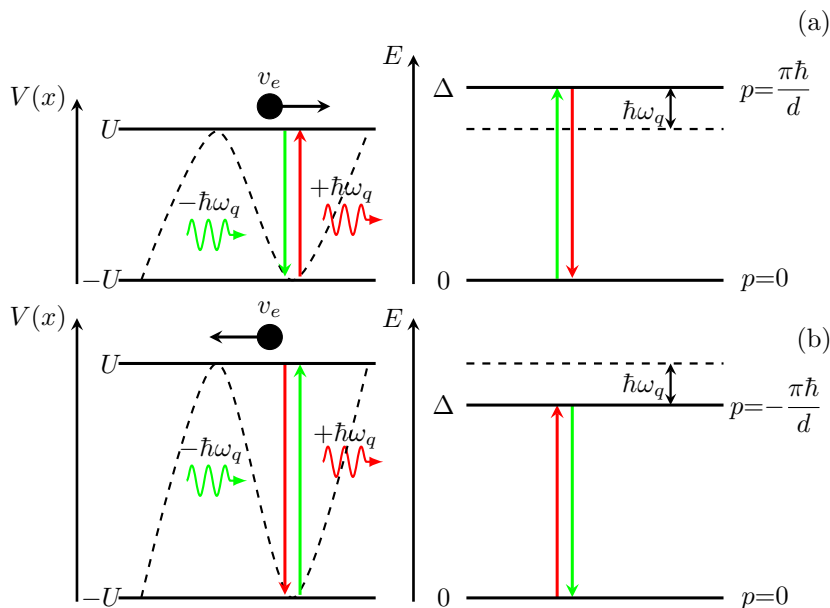 (a)
V(x)
v_e
E
U
Δ
p=πℏ/d
ℏω_q
−ℏω_q
+ℏω_q
−U
0
p=0
V(x)
v_e
E
(b)
U
ℏω_q
Δ
p=−πℏ/d
−ℏω_q
+ℏω_q
−U
0
p=0